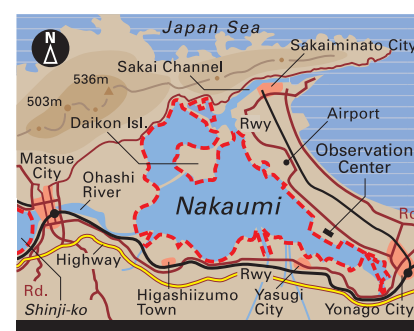 Japan Sea
N
Sakaiminato City
Sakai Channel
536m
503m
Daikon Isl.
Rwy
Airport
Matsue
City
Ohashi
River
Observation
Center
Nakaumi
Rd.
Highway
Rwy
Rd.
Shinji-ko
Higashiizumo
Town
Yasugi
City
Yonago City